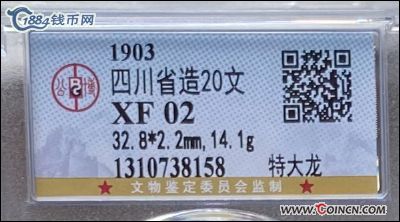 1884钱币网
1903
公博
四川省造20文
XF 02
32.8*2.2mm,14.1g
1310738158 特大龙
★ 文物鉴定委员会监制 ★
www.COINCN.com